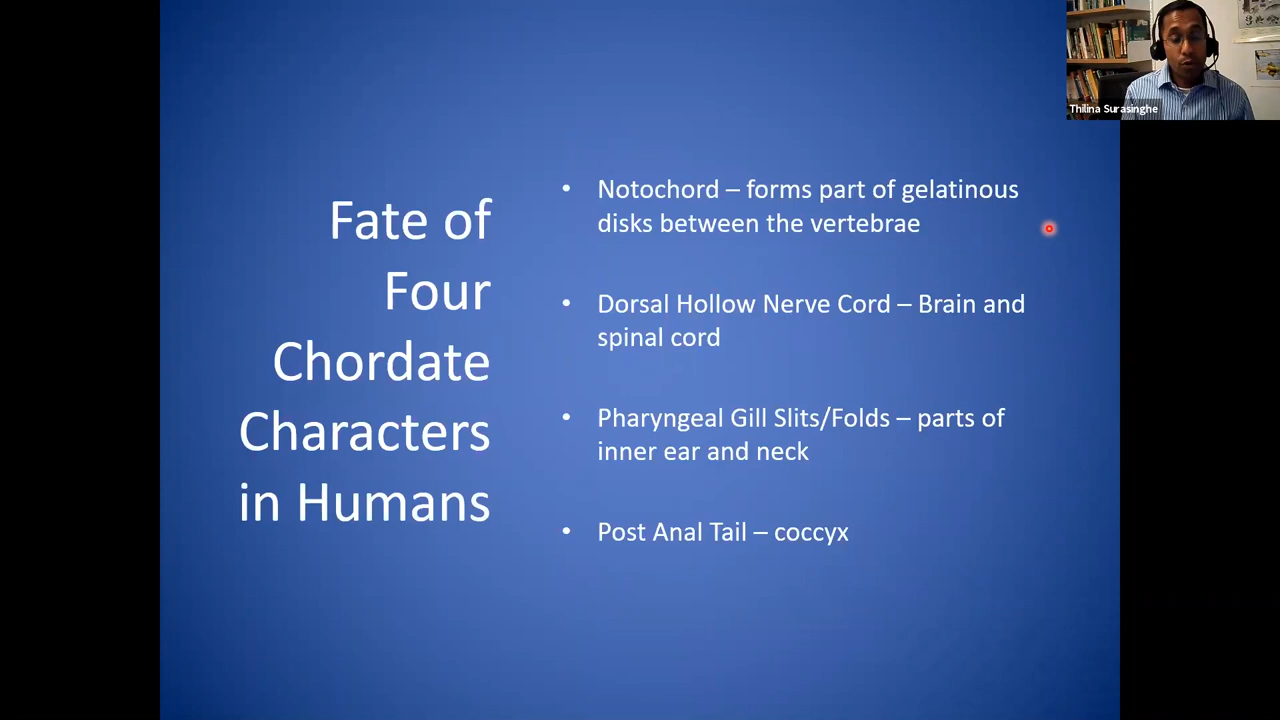 Fate of
Four
Chordate
Characters
in Humans
• Notochord – forms part of gelatinous
disks between the vertebrae
• Dorsal Hollow Nerve Cord – Brain and
spinal cord
• Pharyngeal Gill Slits/Folds – parts of
inner ear and neck
• Post Anal Tail – coccyx
Thilina Surasinghe